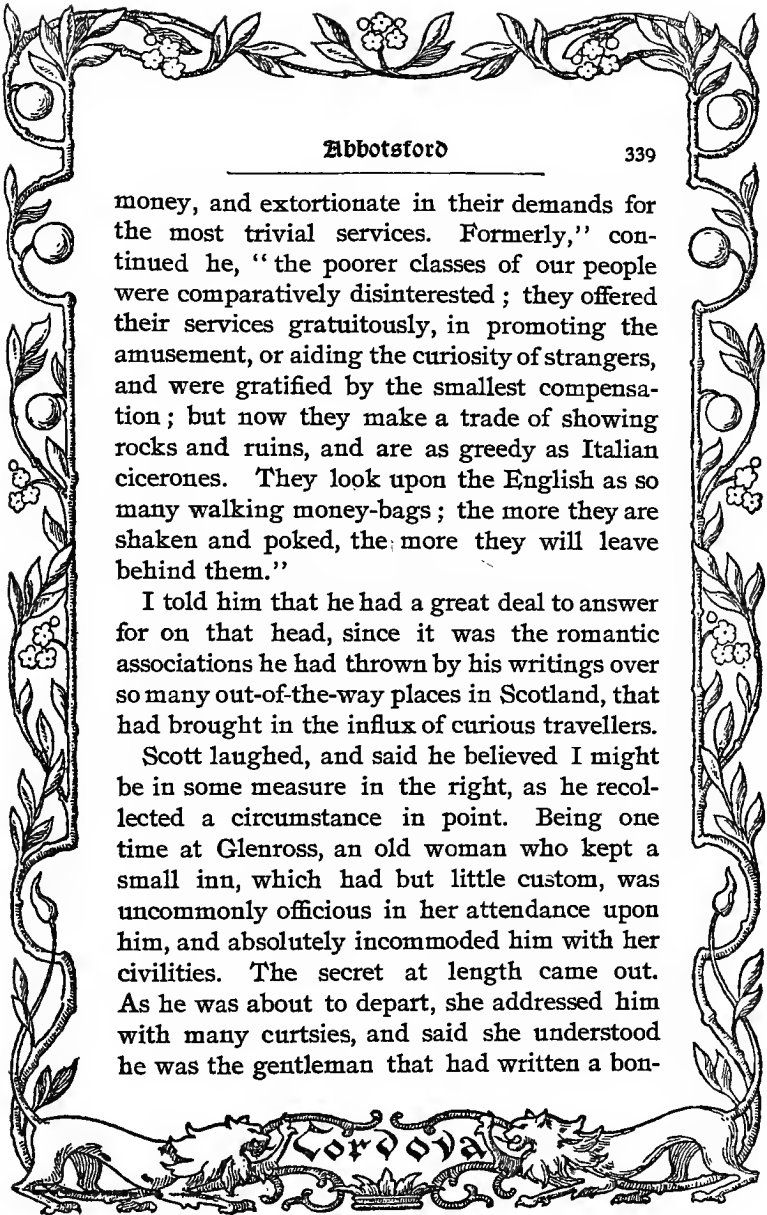 Abbotsford 339
money, and extortionate in their demands for
the most trivial services. Formerly,” con-
tinued he, “ the poorer classes of our people
were comparatively disinterested ; they offered
their services gratuitously, in promoting the
amusement, or aiding the curiosity of strangers,
and were gratified by the smallest compensa-
tion ; but now they make a trade of showing
rocks and ruins, and are as greedy as Italian
cicerones. They look upon the English as so
many walking money-bags ; the more they are
shaken and poked, the more they will leave
behind them.”
I told him that he had a great deal to answer
for on that head, since it was the romantic
associations he had thrown by his writings over
so many out-of-the-way places in Scotland, that
had brought in the influx of curious travellers.
Scott laughed, and said he believed I might
be in some measure in the right, as he recol-
lected a circumstance in point. Being one
time at Glenross, an old woman who kept a
small inn, which had but little custom, was
uncommonly officious in her attendance upon
him, and absolutely incommoded him with her
civilities. The secret at length came out.
As he was about to depart, she addressed him
with many curtsies, and said she understood
he was the gentleman that had written a bon-
Cordova